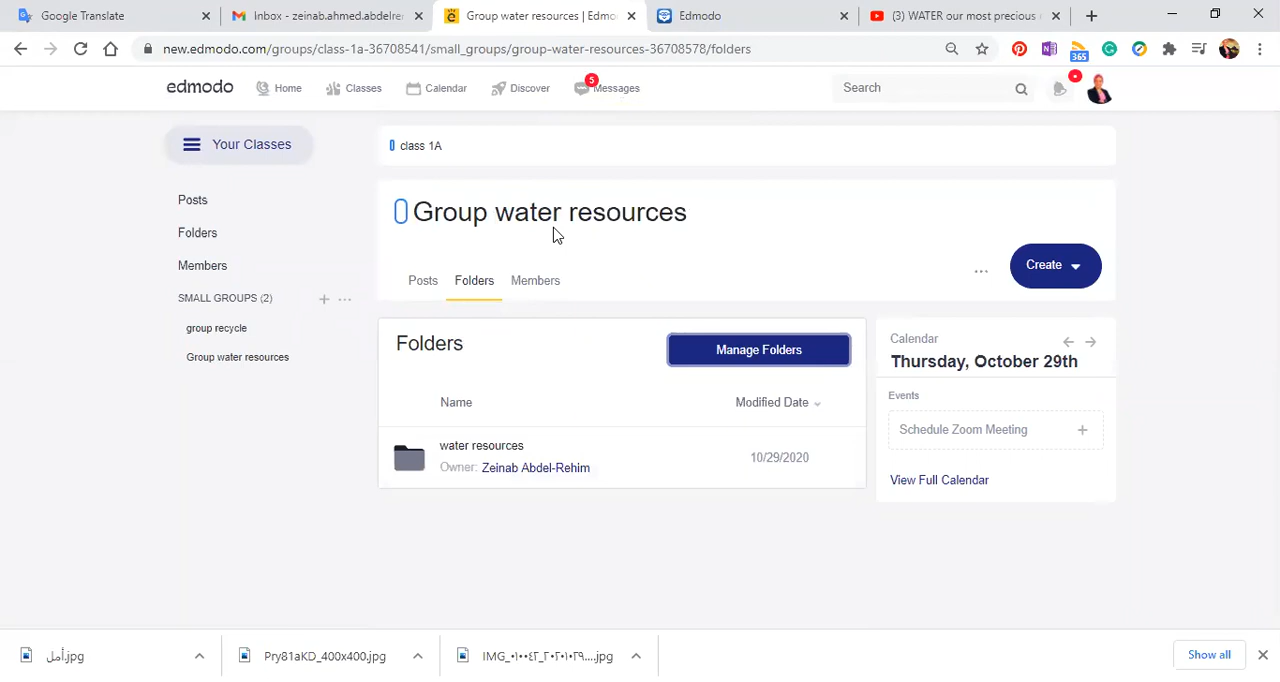 Google Translate
Inbox - zeinab.ahmed.abdelre
Group water resources | Edmo
Edmodo
(3) WATER our most precious
new.edmodo.com/groups/class-1a-36708541/small_groups/group-water-resources-36708578/folders
365
edmodo
Home
Classes
Calendar
Discover
5
Messages
Search
Your Classes
class 1A
Posts
Folders
Members
SMALL GROUPS (2)
group recycle
Group water resources
Group water resources
Posts
Folders
Members
...
Create
Folders
Manage Folders
Name
Modified Date
water resources
Owner: Zeinab Abdel-Rehim
10/29/2020
Calendar
Thursday, October 29th
Events
Schedule Zoom Meeting
View Full Calendar
أمل.jpg
Pry81aKD_400x400.jpg
Show all